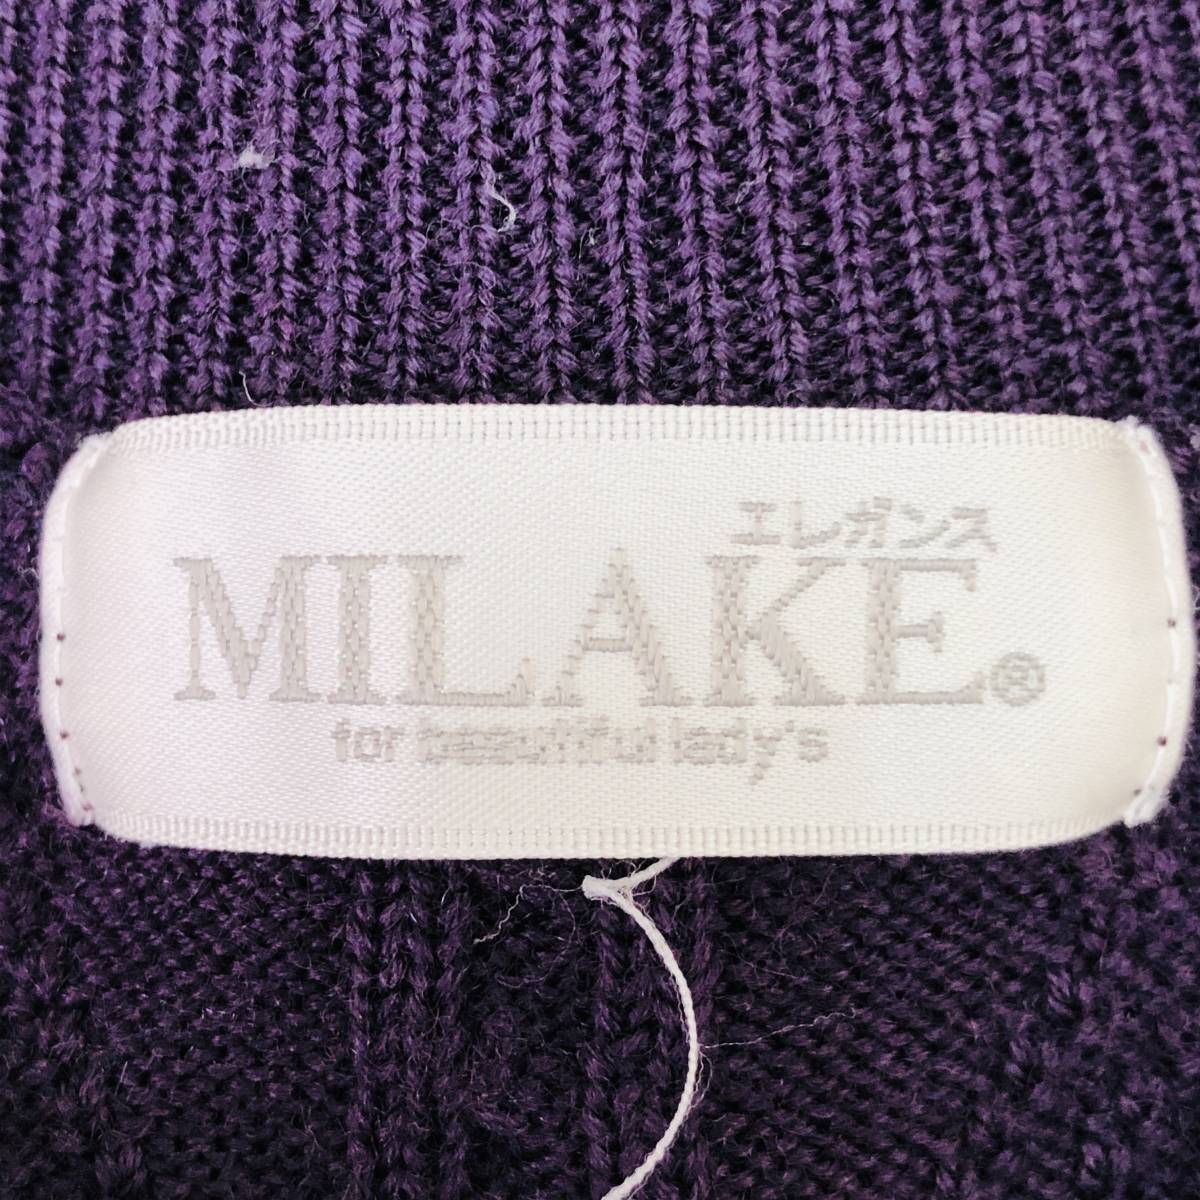 エレガンス
MILAKE®
for beautiful lady's